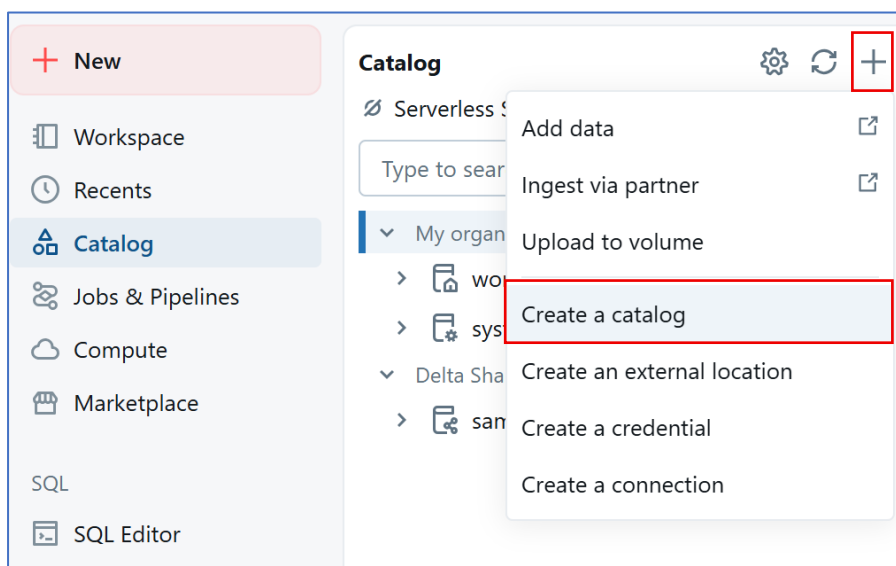 New
Workspace
Recents
Catalog
Jobs & Pipelines
Compute
Marketplace
SQL
SQL Editor
Catalog
Serverless
Type to sear
My organ
wo
sys
Delta Sha
sam
Add data
Ingest via partner
Upload to volume
Create a catalog
Create an external location
Create a credential
Create a connection